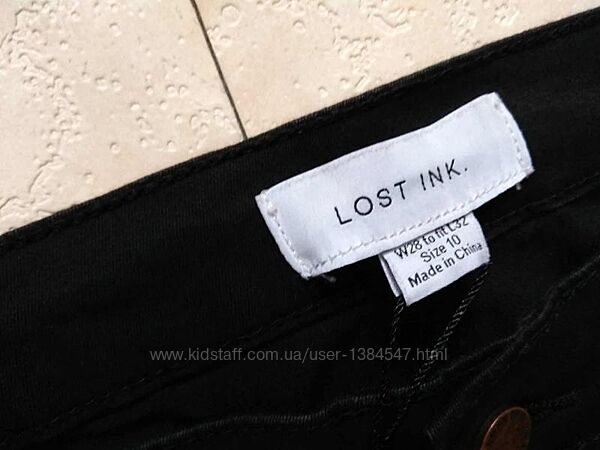 LOST INK.
W28 to fit L32
Size 10
Made in China
www.kidstaff.com.ua/user-1384547.html